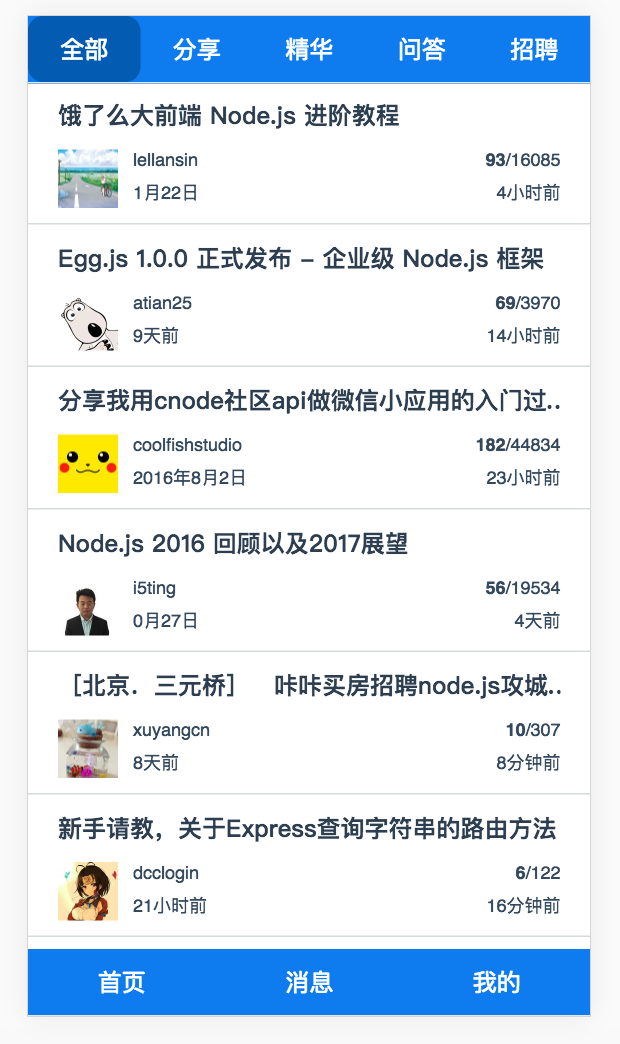 全部 分享 精华 问答 招聘
饿了么大前端 Node.js 进阶教程
lellansin 93/16085
1月22日 4小时前
Egg.js 1.0.0 正式发布 – 企业级 Node.js 框架
atian25 69/3970
9天前 14小时前
分享我用cnode社区api做微信小应用的入门过..
coolfishstudio 182/44834
2016年8月2日 23小时前
Node.js 2016 回顾以及2017展望
i5ting 56/19534
0月27日 4天前
［北京．三元桥］　咔咔买房招聘node.js攻城..
xuyangcn 10/307
8天前 8分钟前
新手请教，关于Express查询字符串的路由方法
dcclogin 6/122
21小时前 16分钟前
首页 消息 我的